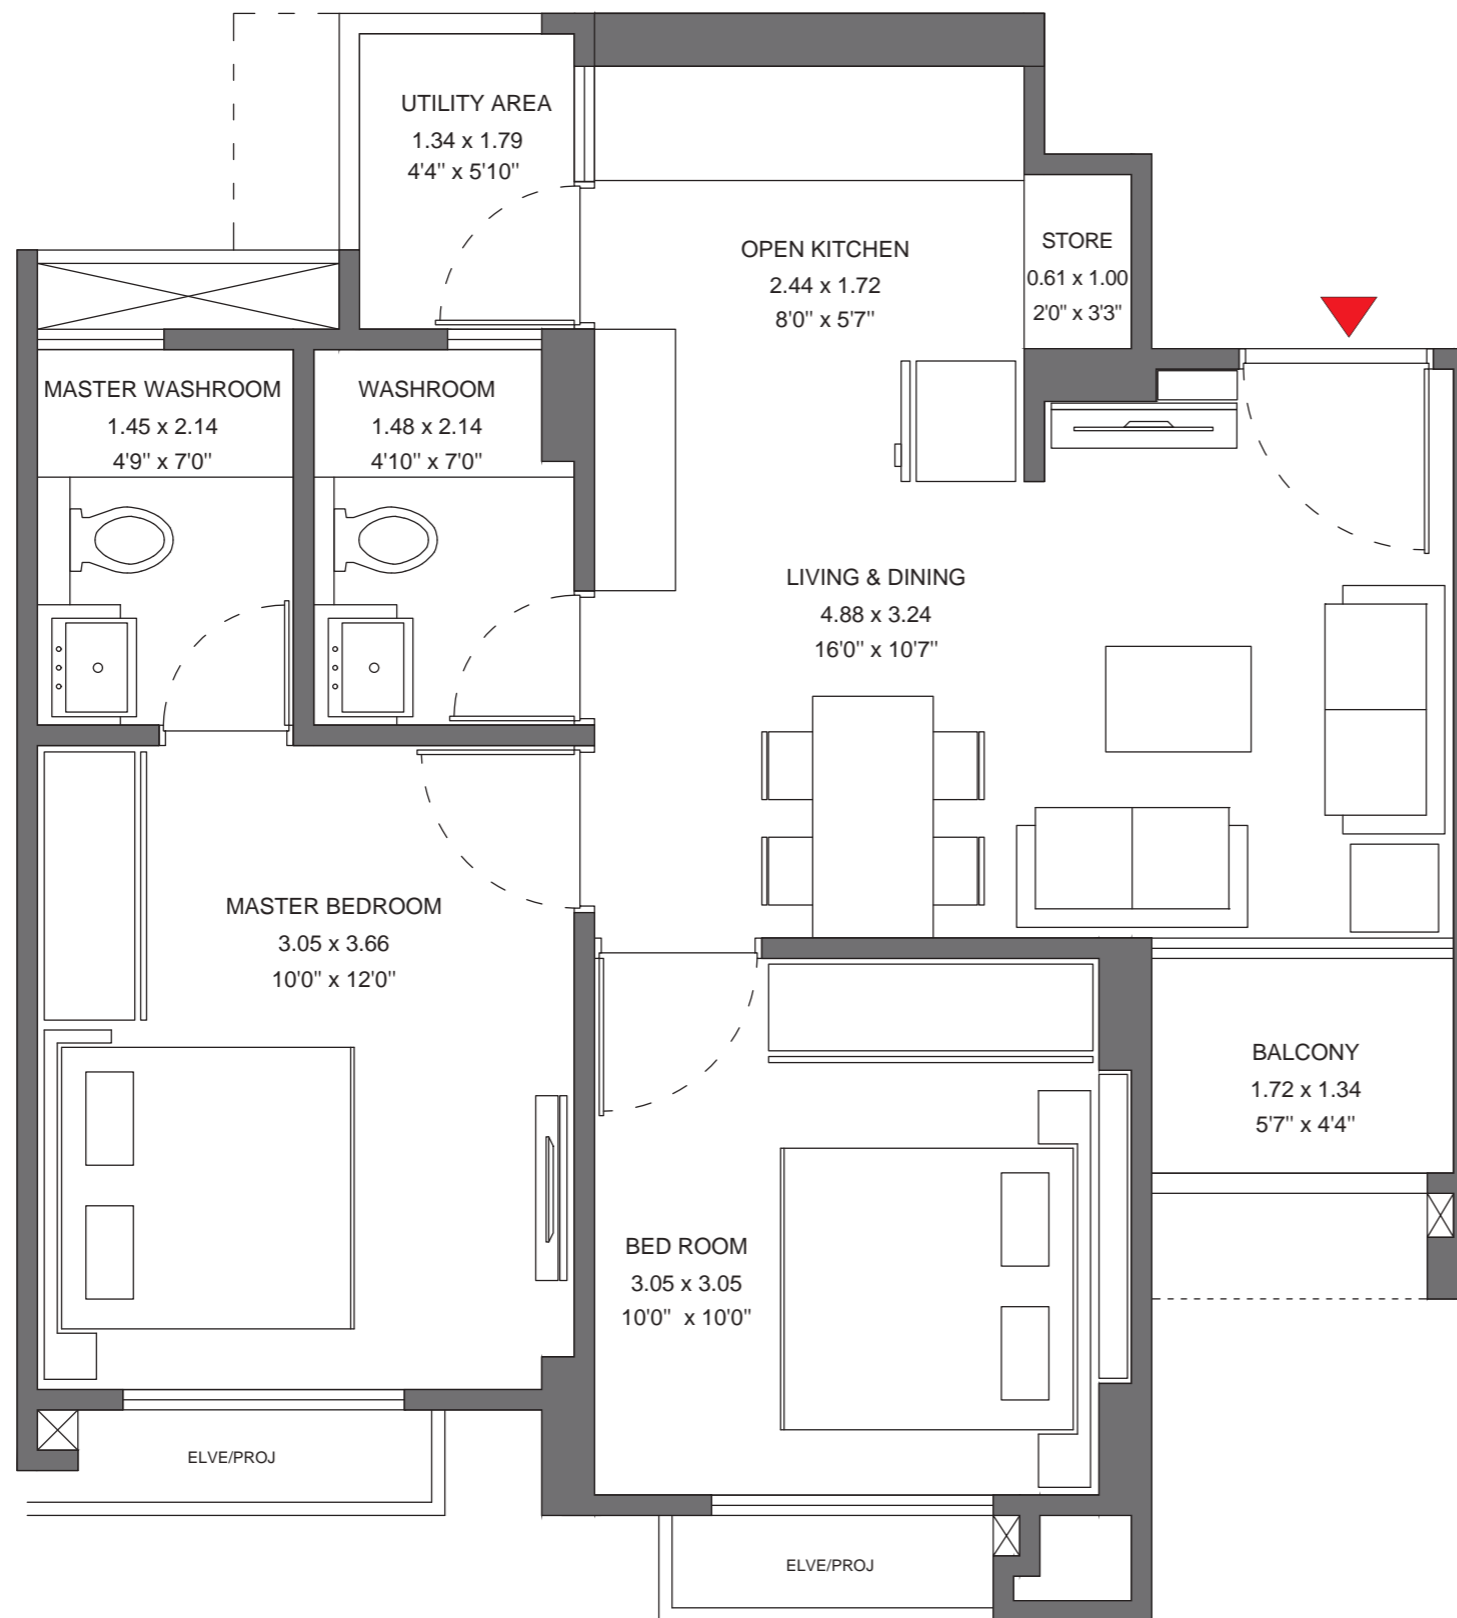 UTILITY AREA
1.34 x 1.79
4'4" x 5'10"
OPEN KITCHEN
2.44 x 1.72
8'0" x 5'7"
STORE
0.61 x 1.00
2'0" x 3'3"
MASTER WASHROOM
1.45 x 2.14
4'9" x 7'0"
WASHROOM
1.48 x 2.14
4'10" x 7'0"
LIVING & DINING
4.88 x 3.24
16'0" x 10'7"
MASTER BEDROOM
3.05 x 3.66
10'0" x 12'0"
BALCONY
1.72 x 1.34
5'7" x 4'4"
BED ROOM
3.05 x 3.05
10'0" x 10'0"
ELVE/PROJ
ELVE/PROJ